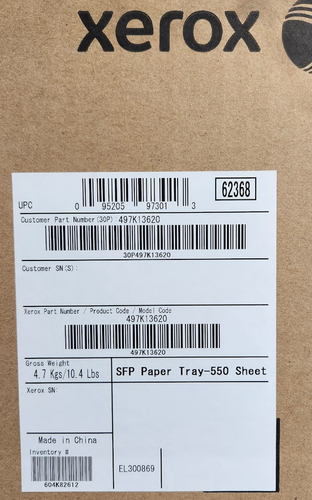 xerox
UPC
62368
0 95205 97301 3
Customer Part Number(30P) 497K13620
30P497K13620
Customer SN(S):
Xerox Part Number / Product Code / Model Code
497K13620
497K13620
Gross Weight
4.7 Kgs/10.4 Lbs
SFP Paper Tray-550 Sheet
Xerox SN:
Made in China
Inventory #
604K82612
EL300869